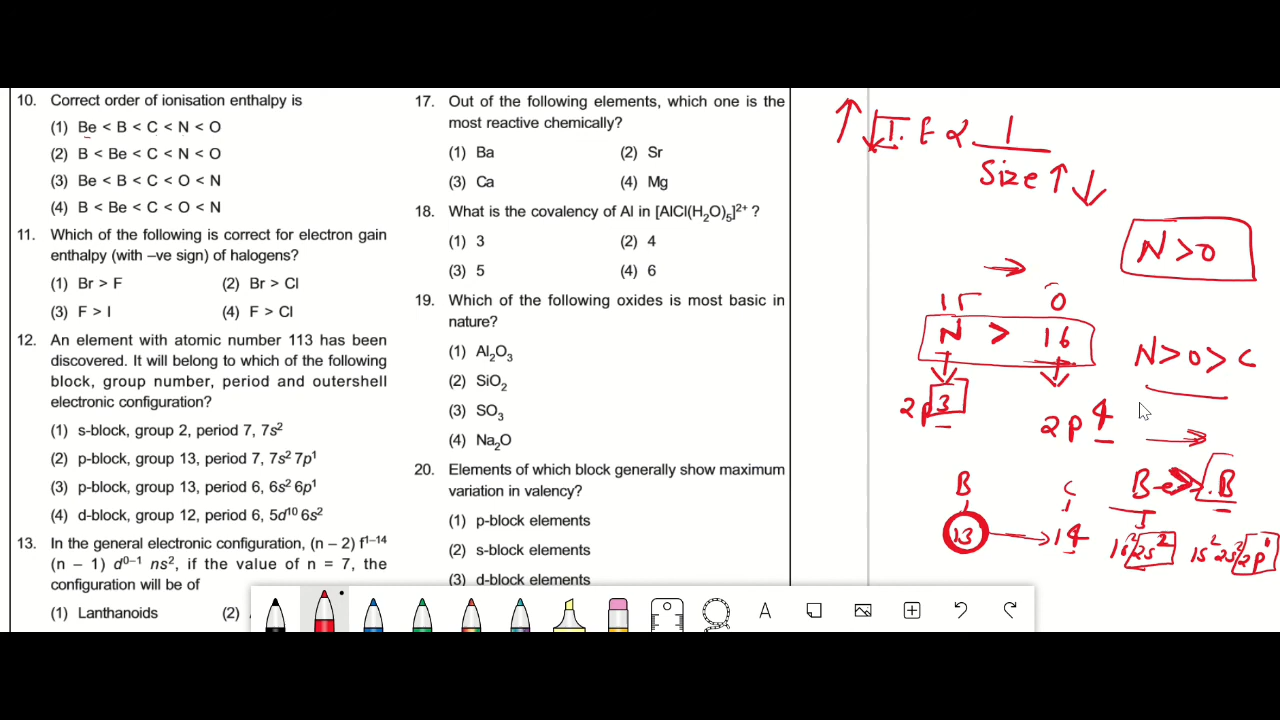 10. Correct order of ionisation enthalpy is
(1) Be < B < C < N < O
(2) B < Be < C < N < O
(3) Be < B < C < O < N
(4) B < Be < C < O < N
11. Which of the following is correct for electron gain
enthalpy (with –ve sign) of halogens?
(1) Br > F (2) Br > Cl
(3) F > I (4) F > Cl
12. An element with atomic number 113 has been
discovered. It will belong to which of the following
block, group number, period and outershell
electronic configuration?
(1) s-block, group 2, period 7, 7s²
(2) p-block, group 13, period 7, 7s² 7p¹
(3) p-block, group 13, period 6, 6s² 6p¹
(4) d-block, group 12, period 6, 5d¹⁰ 6s²
13. In the general electronic configuration, (n – 2) f¹⁻¹⁴
(n – 1) d⁰⁻¹ ns², if the value of n = 7, the
configuration will be of
(1) Lanthanoids (2)
17. Out of the following elements, which one is the
most reactive chemically?
(1) Ba (2) Sr
(3) Ca (4) Mg
18. What is the covalency of Al in [AlCl(H₂O)₅]²⁺ ?
(1) 3 (2) 4
(3) 5 (4) 6
19. Which of the following oxides is most basic in
nature?
(1) Al₂O₃
(2) SiO₂
(3) SO₃
(4) Na₂O
20. Elements of which block generally show maximum
variation in valency?
(1) p-block elements
(2) s-block elements
(3) d-block elements
↑ ↓ I. E ∝ 1
Size ↑ ↓
N > O
→
15 O
N > 16
N > O > C
2p 3 2p 4
→
B C Be > B
13 → 14 1s² 2s² 1s² 2s² 2p¹
A